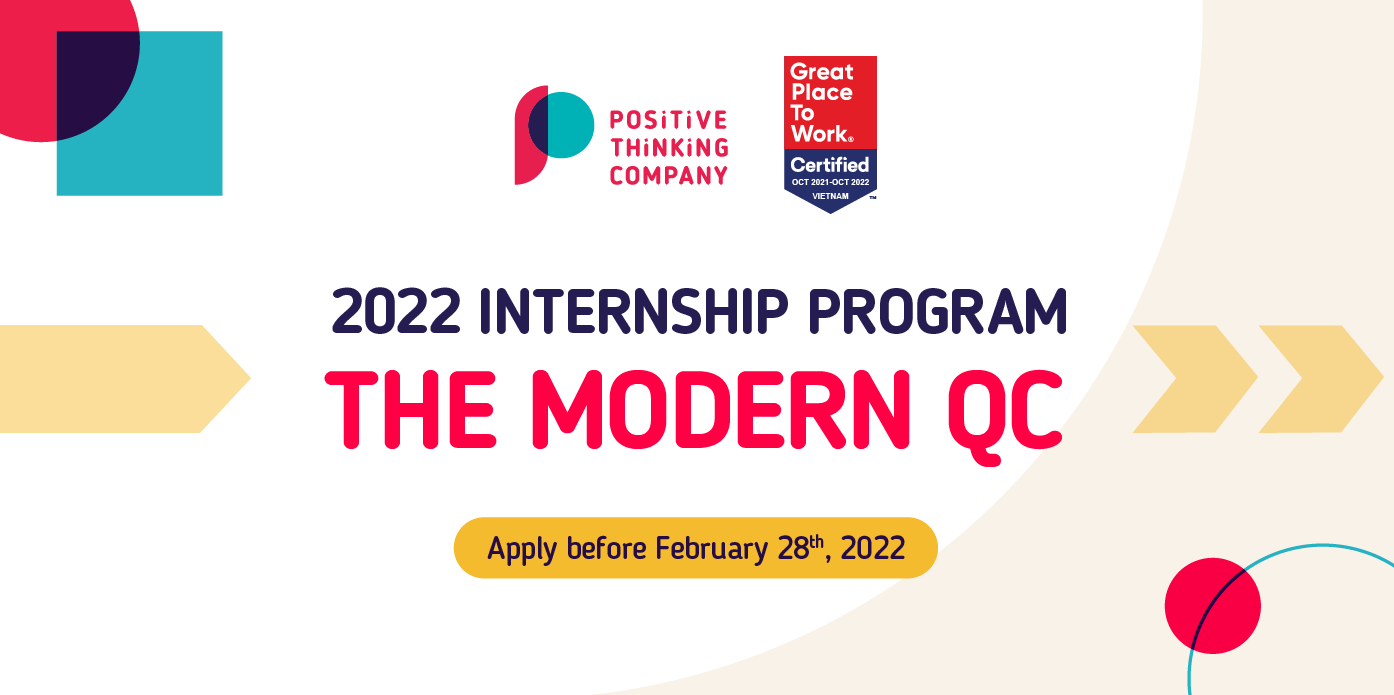 POSiTiVE
THiNKiNG
COMPANY
Great
Place
To
Work®
Certified
OCT 2021-OCT 2022
VIETNAM
™
2022 INTERNSHIP PROGRAM
THE MODERN QC
Apply before February 28th, 2022